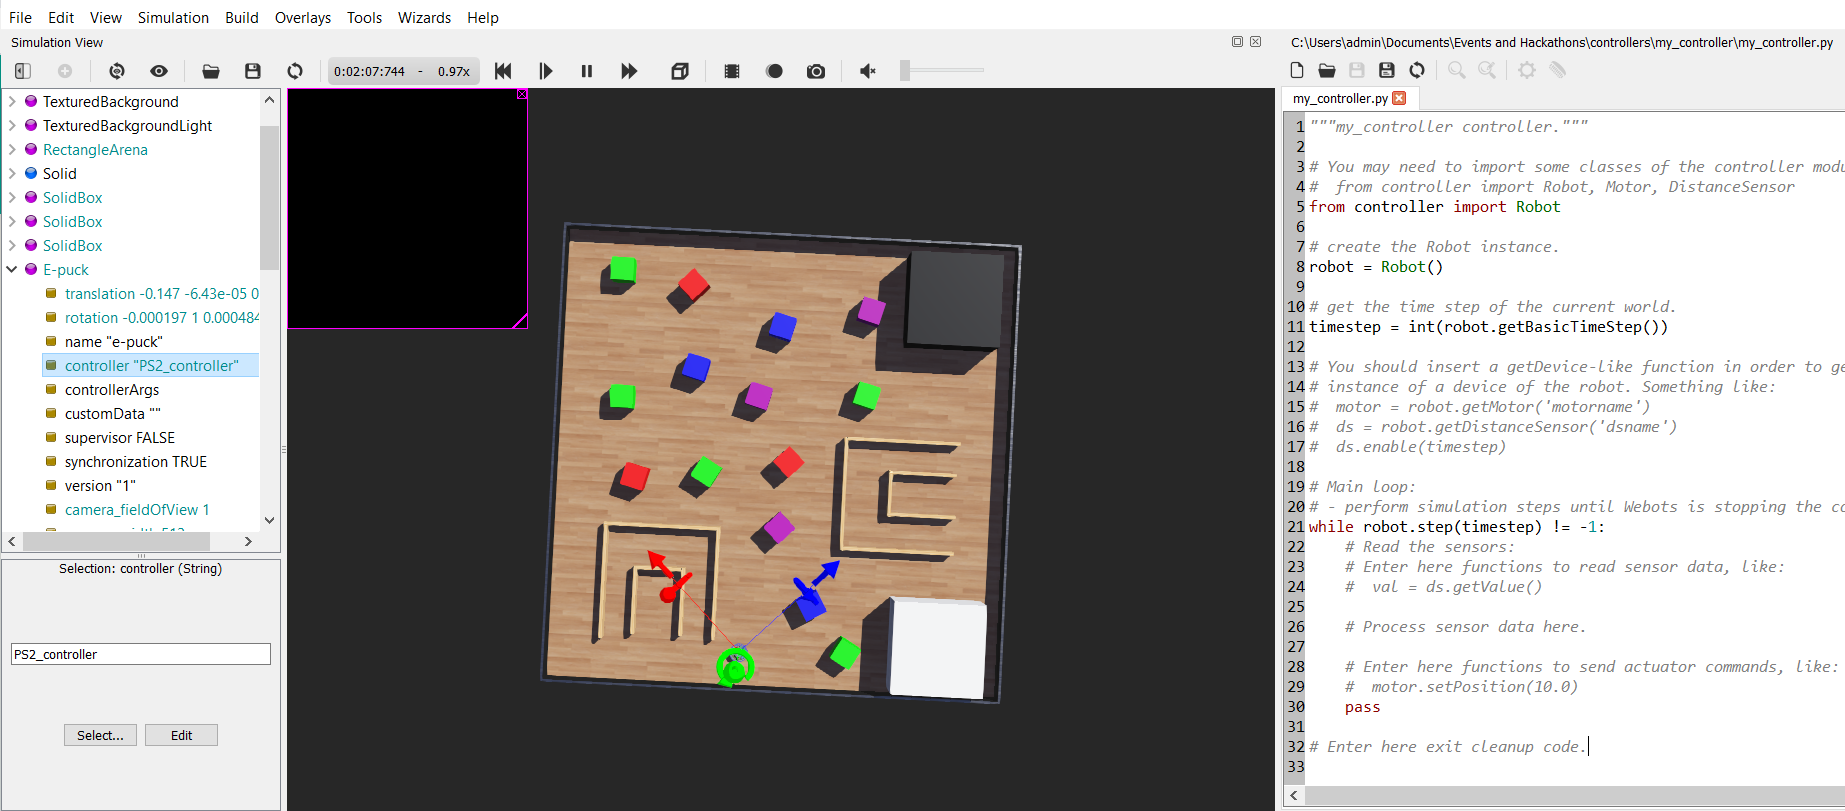 File Edit View Simulation Build Overlays Tools Wizards Help
Simulation View
0:02:07:744 - 0.97x
TexturedBackground
TexturedBackgroundLight
RectangleArena
Solid
SolidBox
SolidBox
SolidBox
E-puck
translation -0.147 -6.43e-05 0
rotation -0.000197 1 0.000484
name "e-puck"
controller "PS2_controller"
controllerArgs
customData ""
supervisor FALSE
synchronization TRUE
version "1"
camera_fieldOfView 1
Selection: controller (String)
PS2_controller
Select... Edit
C:\Users\admin\Documents\Events and Hackathons\controllers\my_controller\my_controller.py
my_controller.py
1 """my_controller controller."""
2
3 # You may need to import some classes of the controller modu
4 #  from controller import Robot, Motor, DistanceSensor
5 from controller import Robot
6
7 # create the Robot instance.
8 robot = Robot()
9
10 # get the time step of the current world.
11 timestep = int(robot.getBasicTimeStep())
12
13 # You should insert a getDevice-like function in order to ge
14 # instance of a device of the robot. Something like:
15 #  motor = robot.getMotor('motorname')
16 #  ds = robot.getDistanceSensor('dsname')
17 #  ds.enable(timestep)
18
19 # Main loop:
20 # - perform simulation steps until Webots is stopping the co
21 while robot.step(timestep) != -1:
22     # Read the sensors:
23     # Enter here functions to read sensor data, like:
24     #  val = ds.getValue()
25
26     # Process sensor data here.
27
28     # Enter here functions to send actuator commands, like:
29     #  motor.setPosition(10.0)
30     pass
31
32 # Enter here exit cleanup code.
33